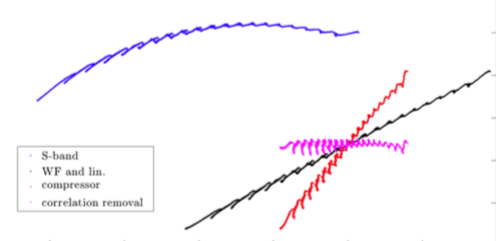 S-band
WF and lin.
compressor
correlation removal